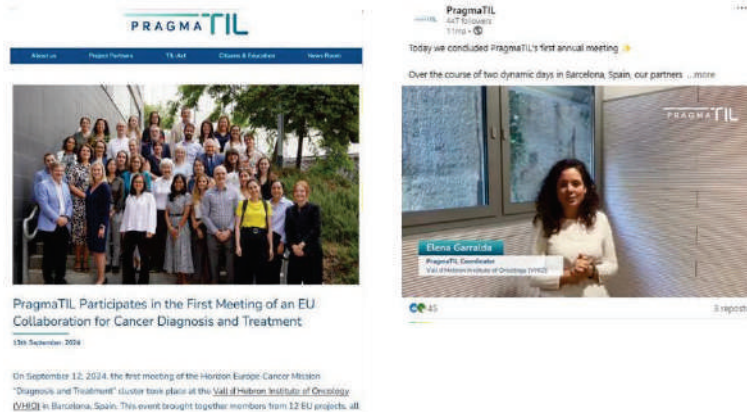 PRAGMATIL
About us Project Partners TIL-Act Citizens & Education News Room
PragmaTIL Participates in the First Meeting of an EU
Collaboration for Cancer Diagnosis and Treatment
13th September, 2024
On September 12, 2024, the first meeting of the Horizon Europe Cancer Mission
"Diagnosis and Treatment" cluster took place at the Vall d'Hebron Institute of Oncology
(VHIO) in Barcelona, Spain. This event brought together members from 12 EU projects, all
PragmaTIL
447 followers
11mo •
Today we concluded PragmaTIL's first annual meeting
Over the course of two dynamic days in Barcelona, Spain, our partners ...more
PRAGMATIL
Elena Garralda
PragmaTIL Coordinator
Vall d'Hebron Institute of Oncology (VHIO)
45 3 reposts